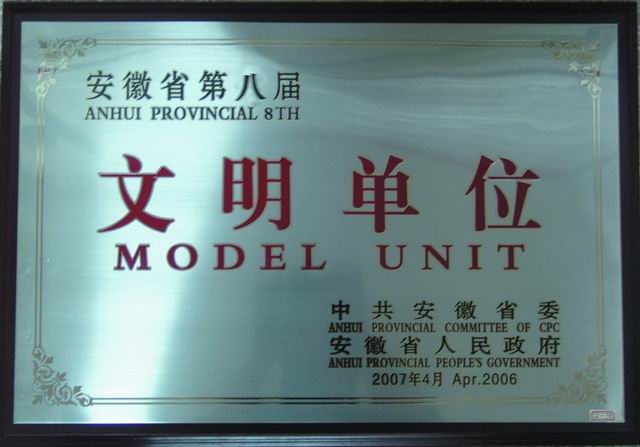 安徽省第八届
ANHUI PROVINCIAL 8TH
文明单位
MODEL UNIT
中共安徽省委
ANHUI PROVINCIAL COMMITTEE OF CPC
安徽省人民政府
ANHUI PROVINCIAL PEOPLE'S GOVERNMENT
2007年4月 Apr.2006